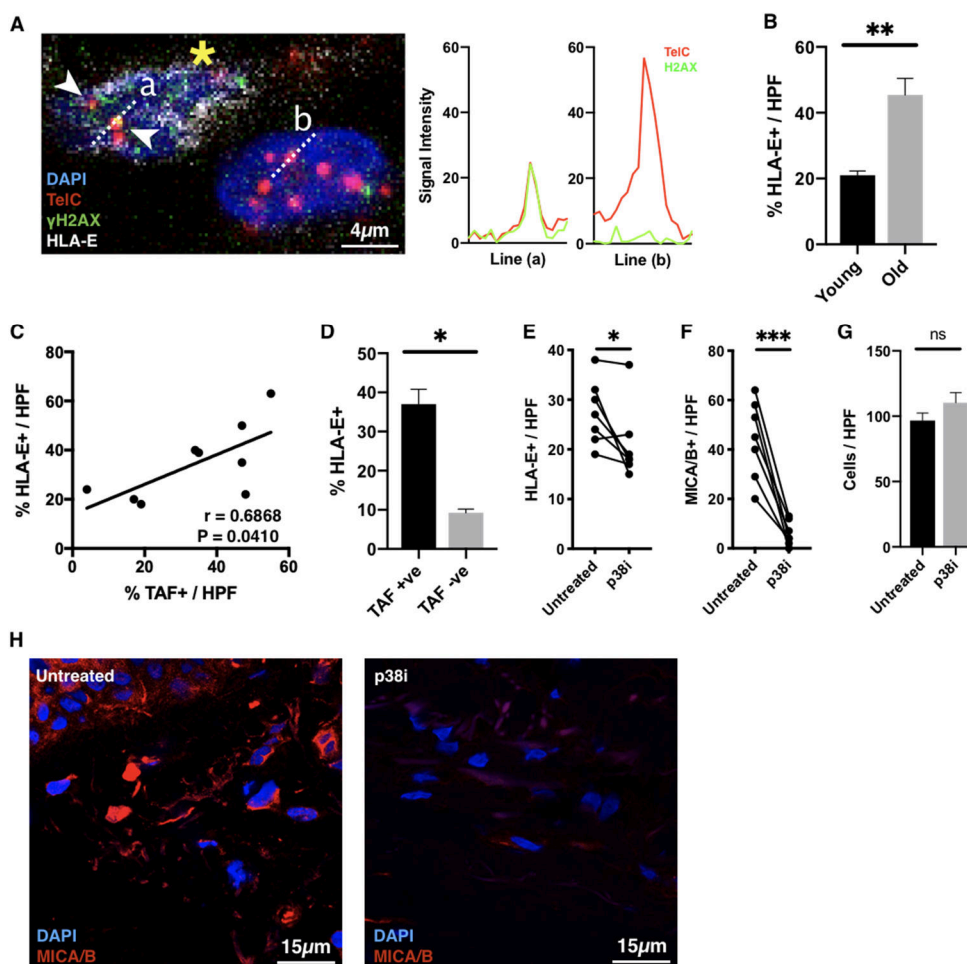 A
a
b
DAPI
TelC
γH2AX
HLA-E
4µm
Signal Intensity
60
40
20
0
Line (a)
60
40
20
0
TelC
H2AX
Line (b)
B
**
% HLA-E+ / HPF
60
40
20
0
Young
Old
C
% HLA-E+ / HPF
80
60
40
20
0
r = 0.6868
P = 0.0410
0
20
40
60
% TAF+ / HPF
D
*
% HLA-E+
50
40
30
20
10
0
TAF +ve
TAF -ve
E
*
HLA-E+ / HPF
40
30
20
10
0
Untreated
p38i
F
***
MICA/B+ / HPF
80
60
40
20
0
Untreated
p38i
G
ns
Cells / HPF
150
100
50
0
Untreated
p38i
H
Untreated
DAPI
MICA/B
15µm
p38i
DAPI
MICA/B
15µm